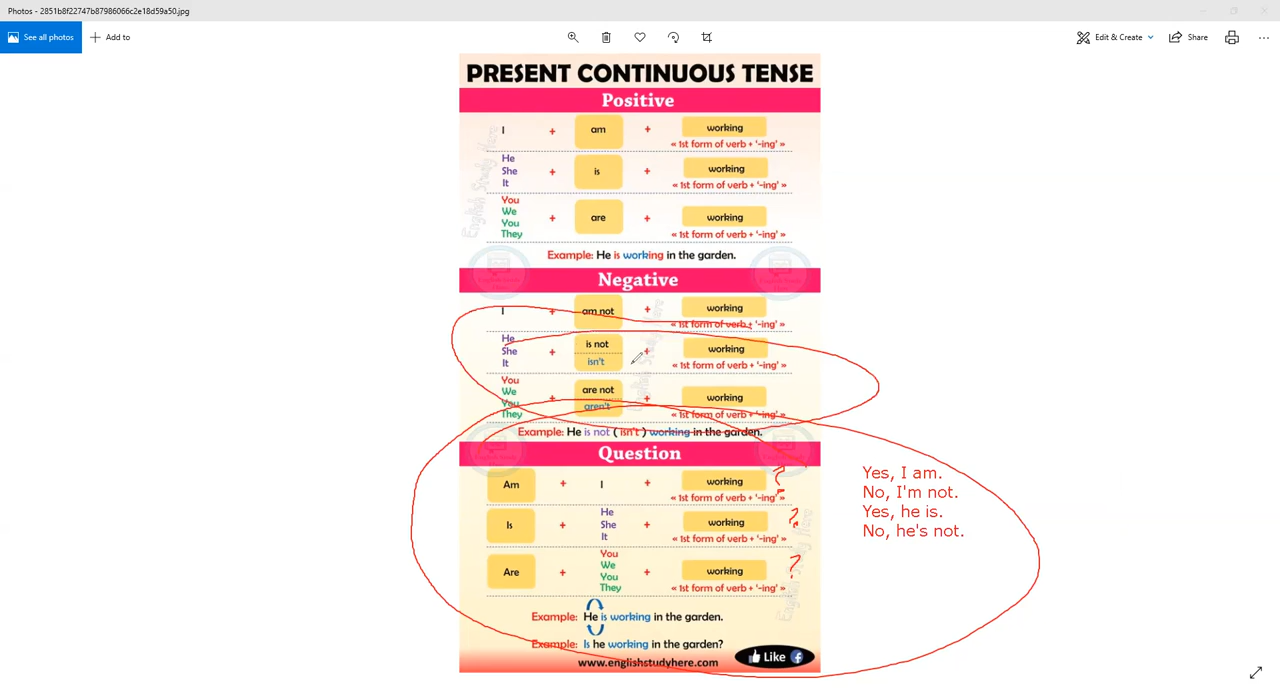 Photos - 2851b8f22747b87986066c2e18d59a50.jpg
See all photos
Add to
Edit & Create
Share
PRESENT CONTINUOUS TENSE
Positive
I + am + working
« 1st form of verb + '-ing' »
He
She
It
+ is + working
« 1st form of verb + '-ing' »
You
We
You
They
+ are + working
« 1st form of verb + '-ing' »
Example: He is working in the garden.
Negative
I + am not + working
« 1st form of verb + '-ing' »
He
She
It
+ is not + working
isn't
« 1st form of verb + '-ing' »
You
We
You
They
+ are not + working
aren't
« 1st form of verb + '-ing' »
Example: He is not ( isn't ) working in the garden.
Question
Am + I + working ?
« 1st form of verb + '-ing' »
Is +
He
She
It
+ working ?
« 1st form of verb + '-ing' »
Are +
You
We
You
They
+ working ?
« 1st form of verb + '-ing' »
Example: He is working in the garden.
Example: Is he working in the garden?
www.englishstudyhere.com
Like
Yes, I am.
No, I'm not.
Yes, he is.
No, he's not.
English Study Here